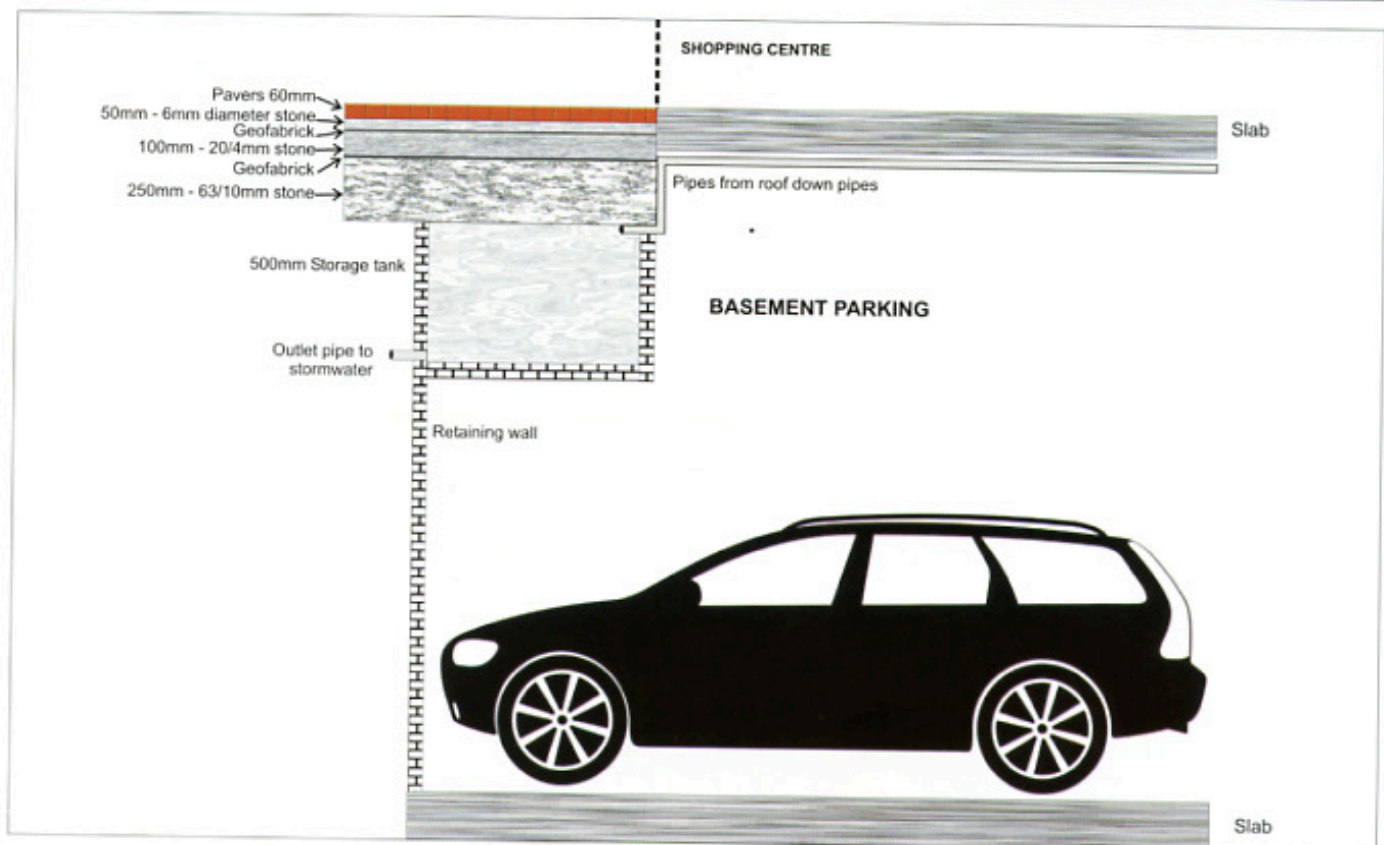 SHOPPING CENTRE
Pavers 60mm
50mm - 6mm diameter stone
Geofabrick
100mm - 20/4mm stone
Geofabrick
250mm - 63/10mm stone
Slab
Pipes from roof down pipes
500mm Storage tank
BASEMENT PARKING
Outlet pipe to
stormwater
Retaining wall
Slab